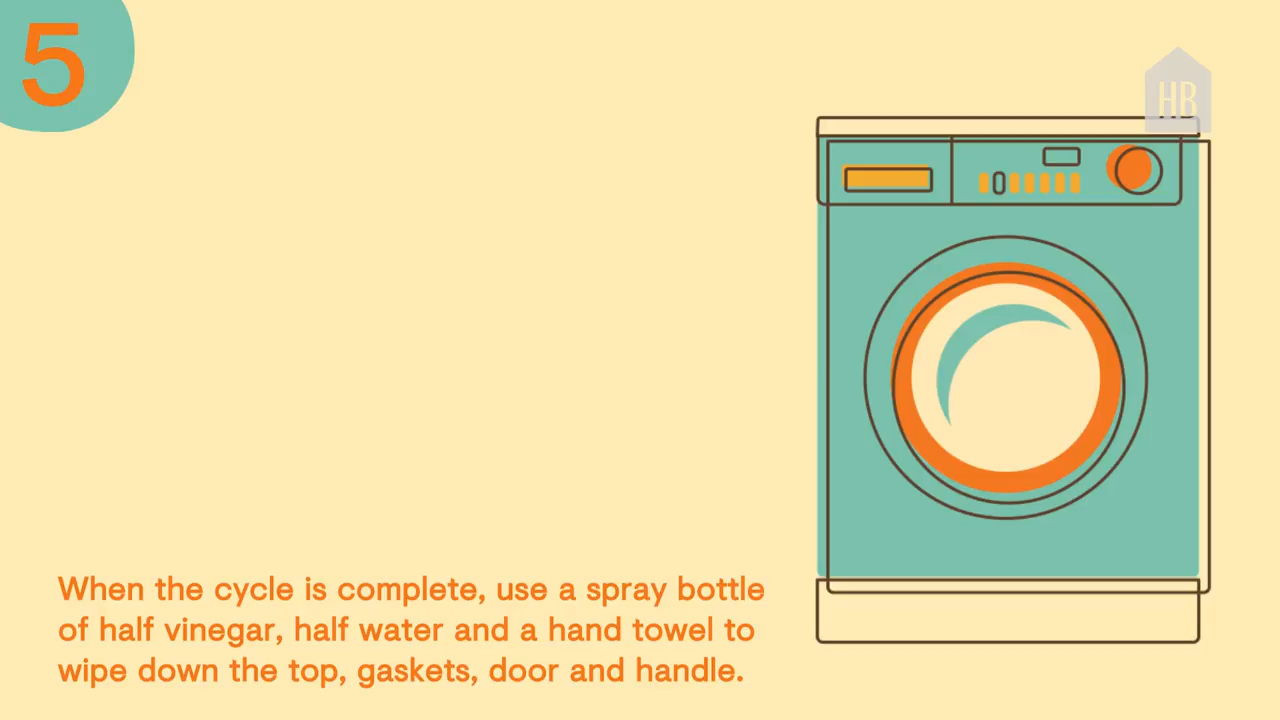 5
HB
When the cycle is complete, use a spray bottle
of half vinegar, half water and a hand towel to
wipe down the top, gaskets, door and handle.